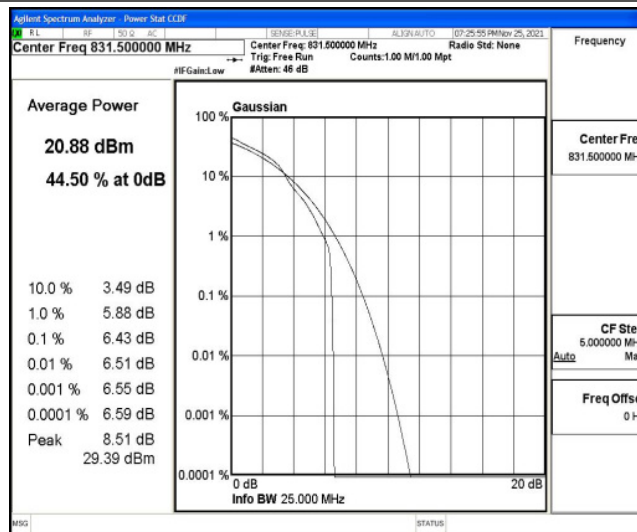 Agilent Spectrum Analyzer - Power Stat CCDF
RL RF 50 Ω AC SENSE:PULSE ALIGN AUTO 07:25:55 PM Nov 25, 2021
Center Freq 831.500000 MHz
Center Freq: 831.500000 MHz Radio Std: None
Trig: Free Run Counts:1.00 M/1.00 Mpt
#IFGain:Low #Atten: 46 dB
Frequency
Average Power
20.88 dBm
44.50 % at 0dB
10.0 % 3.49 dB
1.0 % 5.88 dB
0.1 % 6.43 dB
0.01 % 6.51 dB
0.001 % 6.55 dB
0.0001 % 6.59 dB
Peak 8.51 dB
29.39 dBm
Gaussian
100 %
10 %
1 %
0.1 %
0.01 %
0.001 %
0.0001 %
0 dB 20 dB
Info BW 25.000 MHz
Center Fre
831.500000 MH
CF Ste
5.000000 MH
Auto Ma
Freq Offs
0 H
MSG STATUS